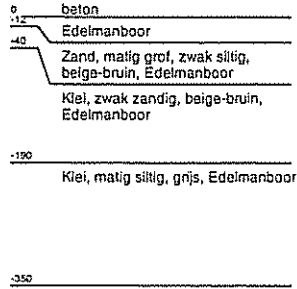 0 beton
-12 Edelmanboor
-40 Zand, matig grof, zwak siltig,
beige-bruin, Edelmanboor
Klei, zwak zandig, beige-bruin,
Edelmanboor
-190
Klei, matig siltig, grijs, Edelmanboor
-350